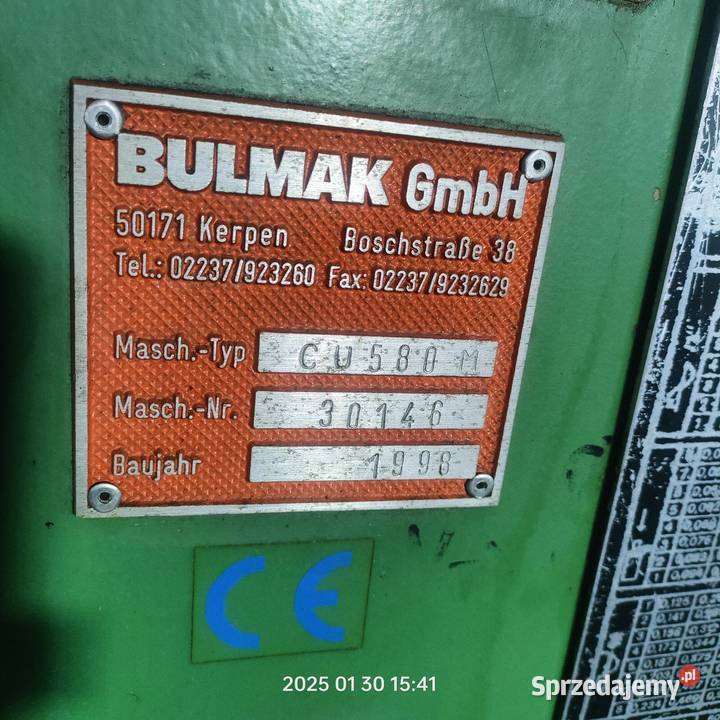 BULMAK GmbH
50171 Kerpen Boschstraße 38
Tel.: 02237/923260 Fax: 02237/9232629
Masch.-Typ CU580 M
Masch.-Nr. 30146
Baujahr 1998
CE
2025 01 30 15:41
Sprzedajemy.pl